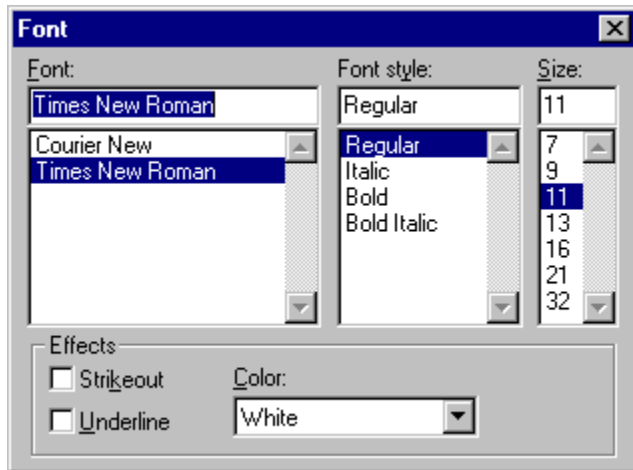 Font
Font: Font style: Size:
Times New Roman Regular 11
Courier New Regular 7
Times New Roman Italic 9
Bold 11
Bold Italic 13
16
21
32
Effects
Strikeout Color:
Underline White